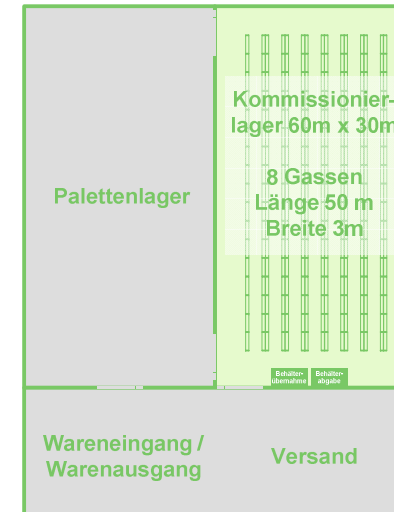 Kommissionier-
lager 60m x 30m
8 Gassen
Länge 50 m
Breite 3m
Palettenlager
Behälter-
übernahme
Behälter-
abgabe
Wareneingang /
Warenausgang
Versand